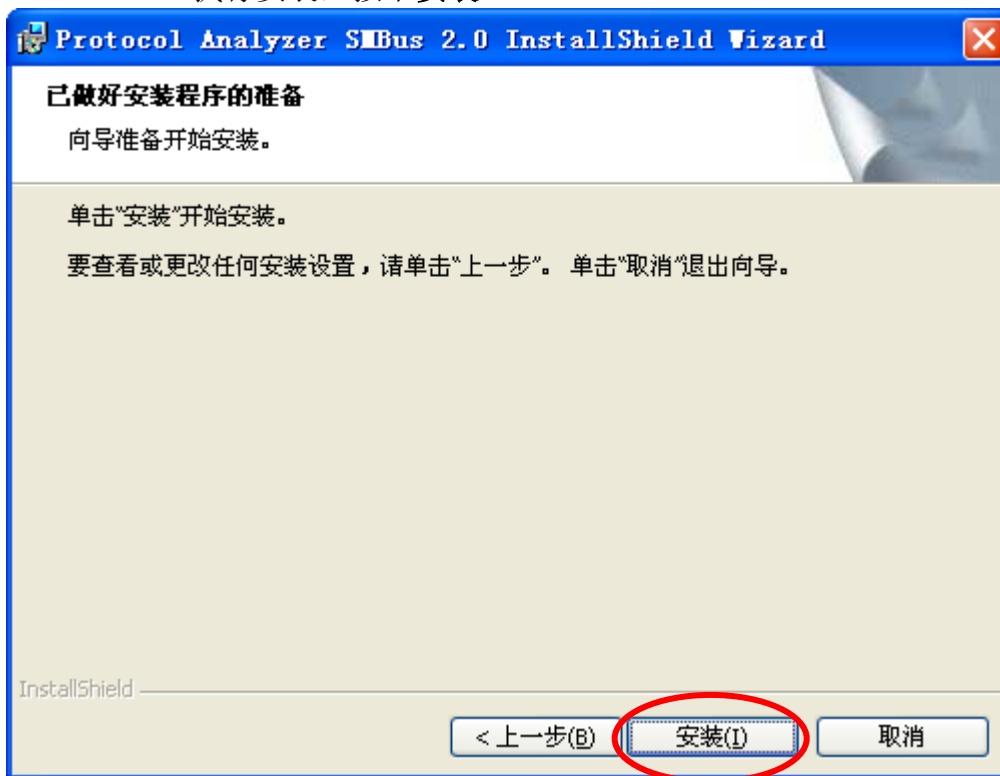 Protocol Analyzer SMBus 2.0 InstallShield Wizard
已做好安装程序的准备
向导准备开始安装。
单击“安装”开始安装。
要查看或更改任何安装设置，请单击“上一步”。 单击“取消”退出向导。
InstallShield
< 上一步(B)
安装(I)
取消